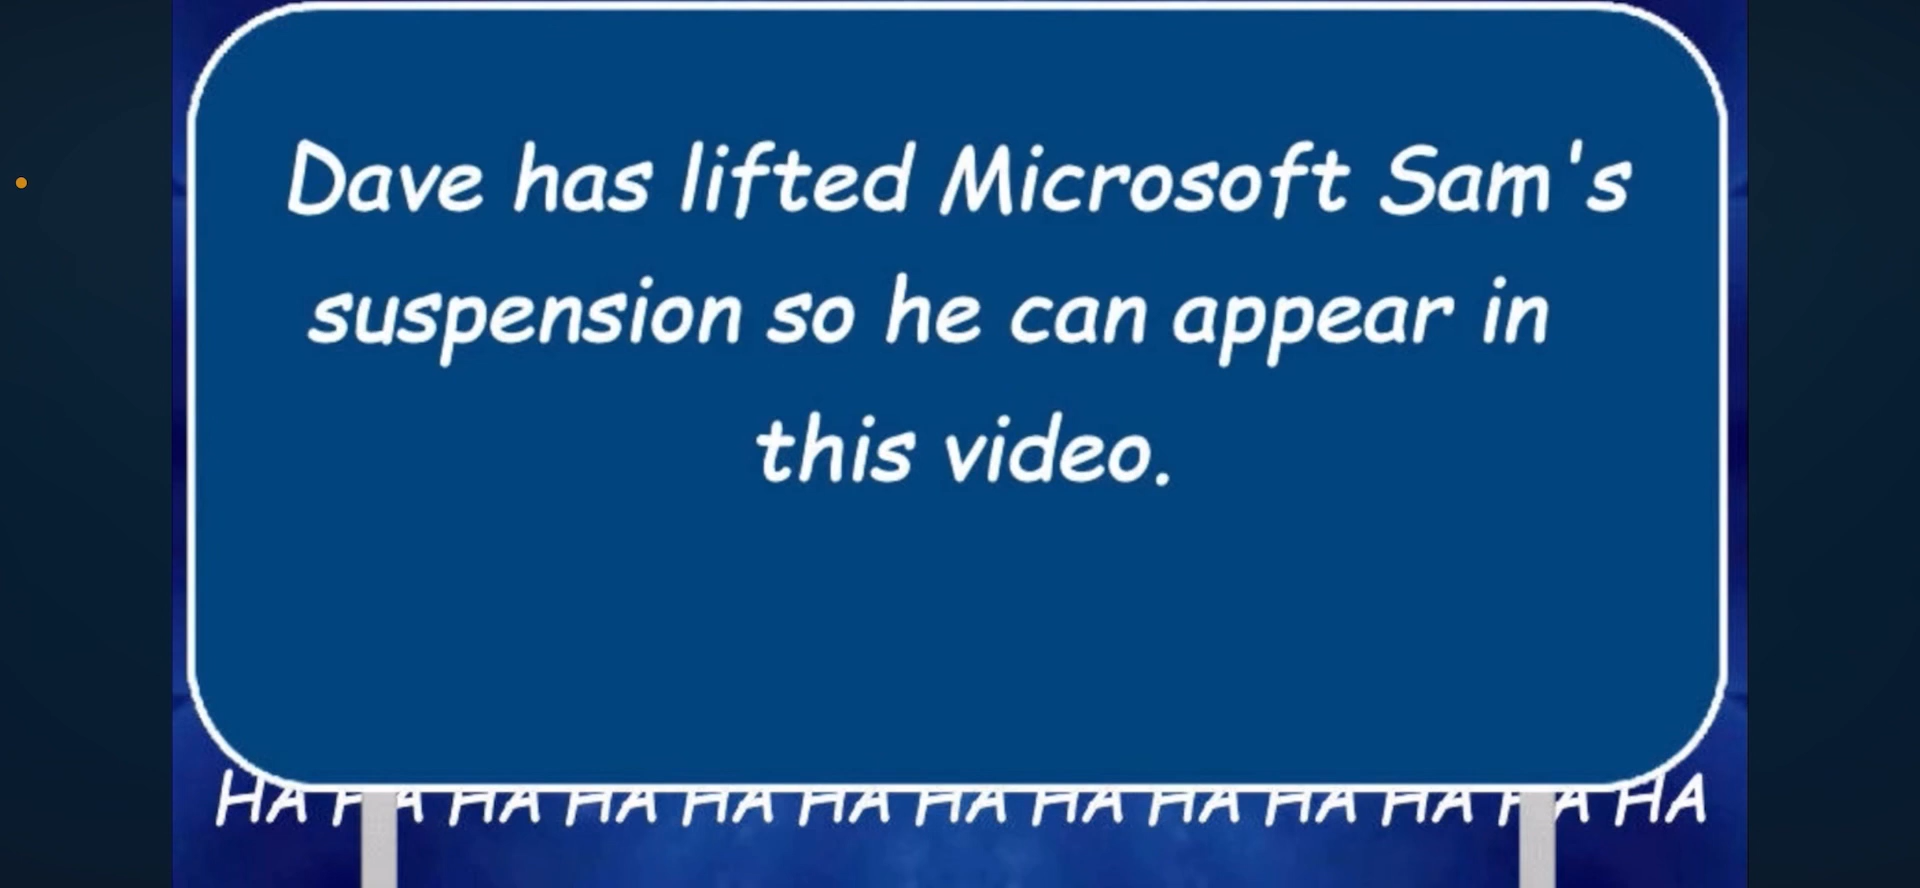 Dave has lifted Microsoft Sam's
suspension so he can appear in
this video.
HA HA HA HA HA HA HA HA HA HA HA HA HA